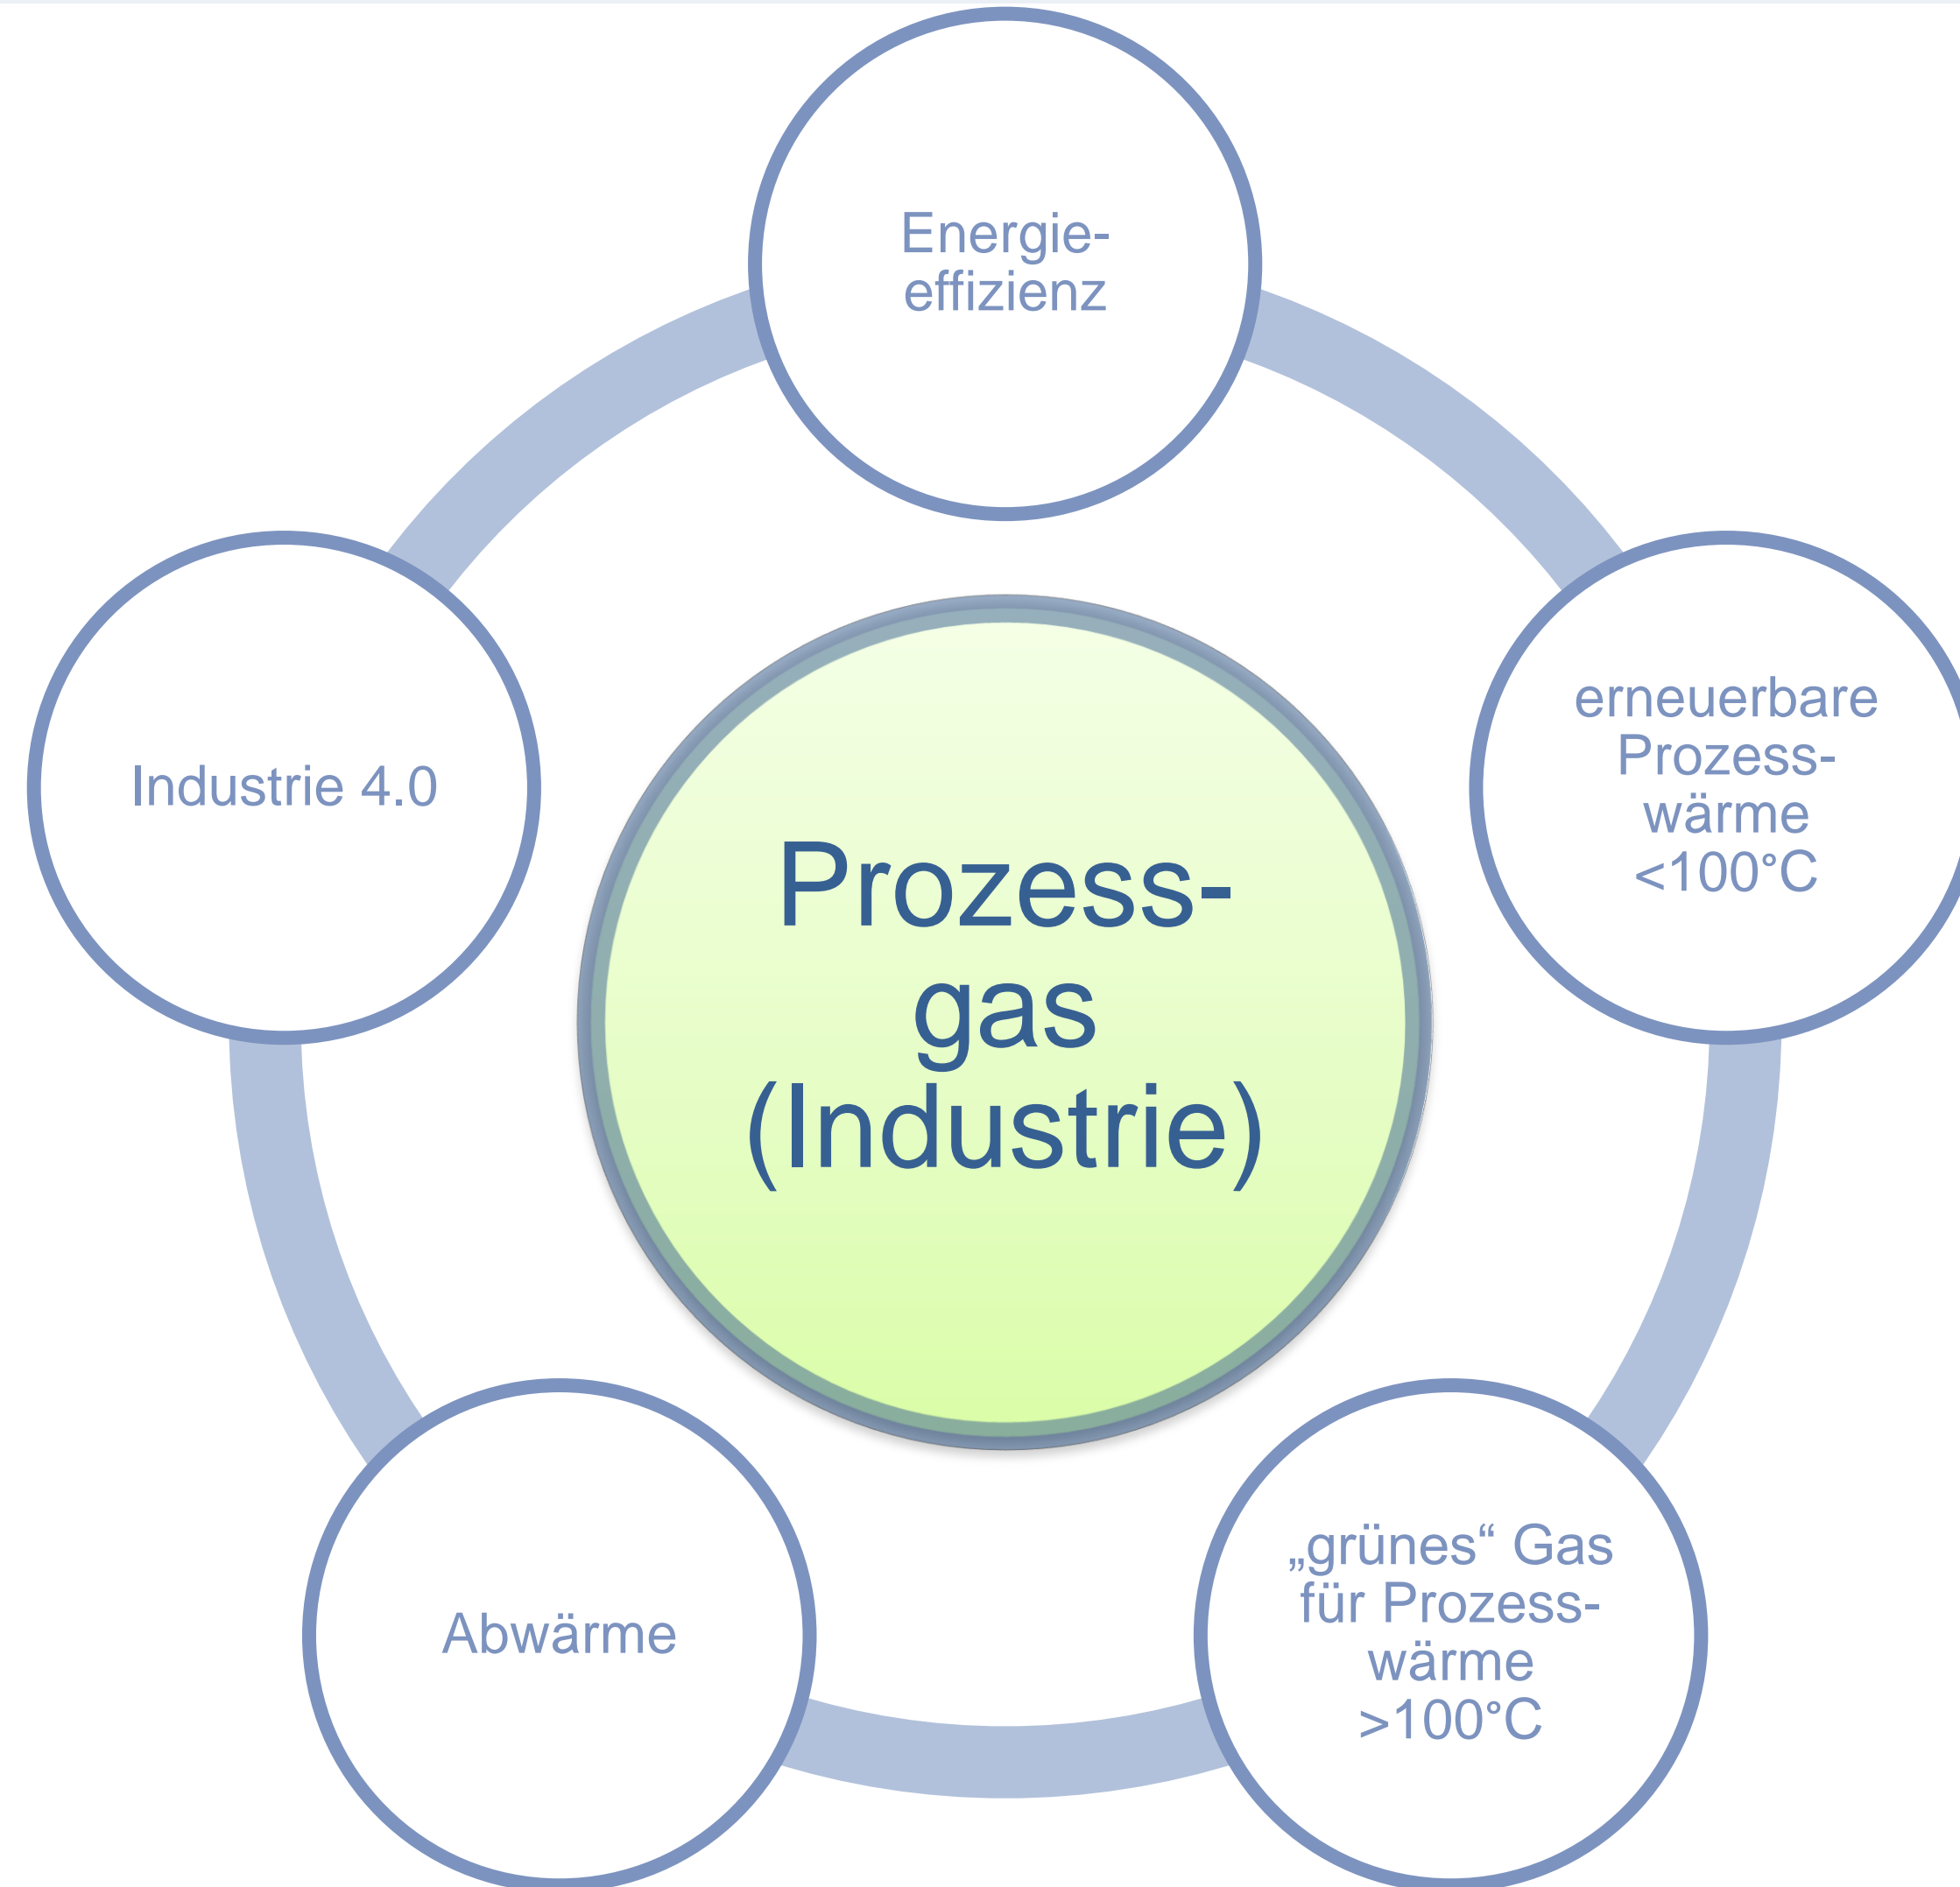 Energie-
effizienz
erneuerbare
Prozess-
wärme
<100°C
„grünes“ Gas
für Prozess-
wärme
>100°C
Abwärme
Industrie 4.0
Prozess-
gas
(Industrie)